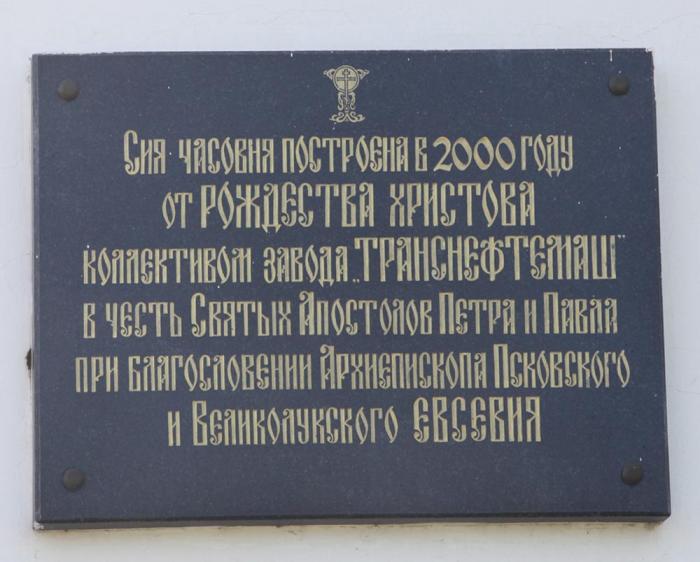 Сия часовня построена в 2000 году
от РОЖДЕСТВА ХРИСТОВА
коллективом завода „ТРАНСНЕФТЕМАШ"
в честь Святых Апостолов Петра и Павла
при благословении Архиепископа Псковского
и Великолукского ЕВСЕВИЯ